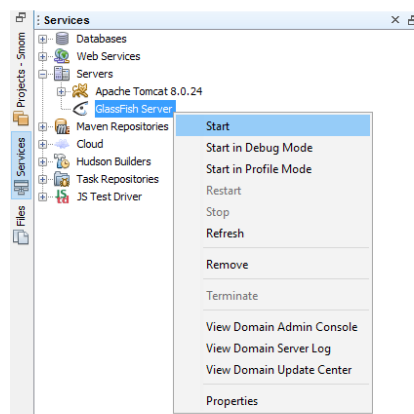 Services
Databases
Web Services
Servers
Apache Tomcat 8.0.24
GlassFish Server
Maven Repositories
Cloud
Hudson Builders
Task Repositories
JS Test Driver
Start
Start in Debug Mode
Start in Profile Mode
Restart
Stop
Refresh
Remove
Terminate
View Domain Admin Console
View Domain Server Log
View Domain Update Center
Properties
Projects - Smom
Services
Files